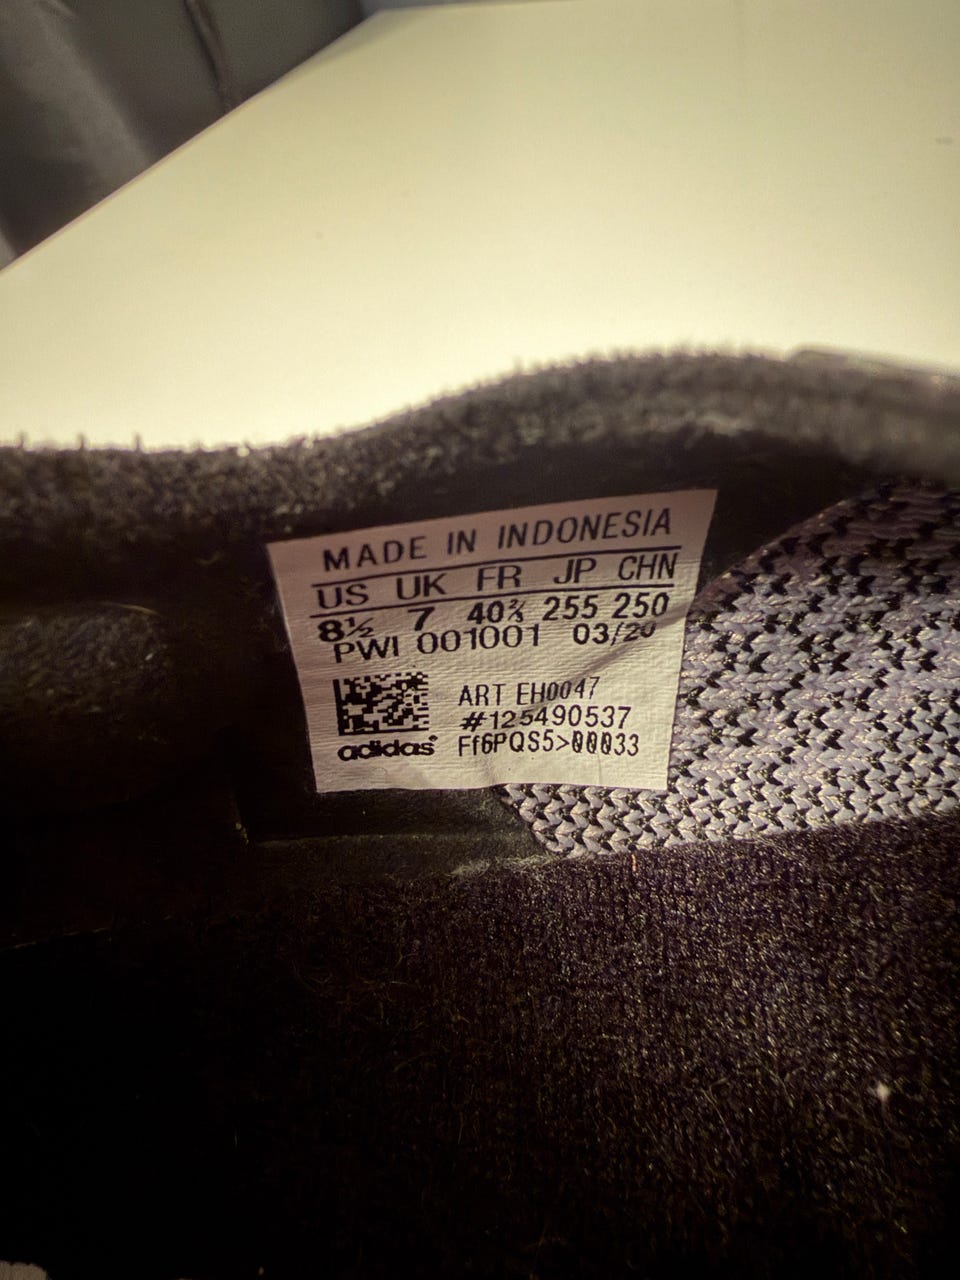 MADE IN INDONESIA
US UK FR JP CHN
8½ 7 40⅔ 255 250
PWI 001001 03/20
ART EH0047
#125490537
adidas Ff6PQS5>00033